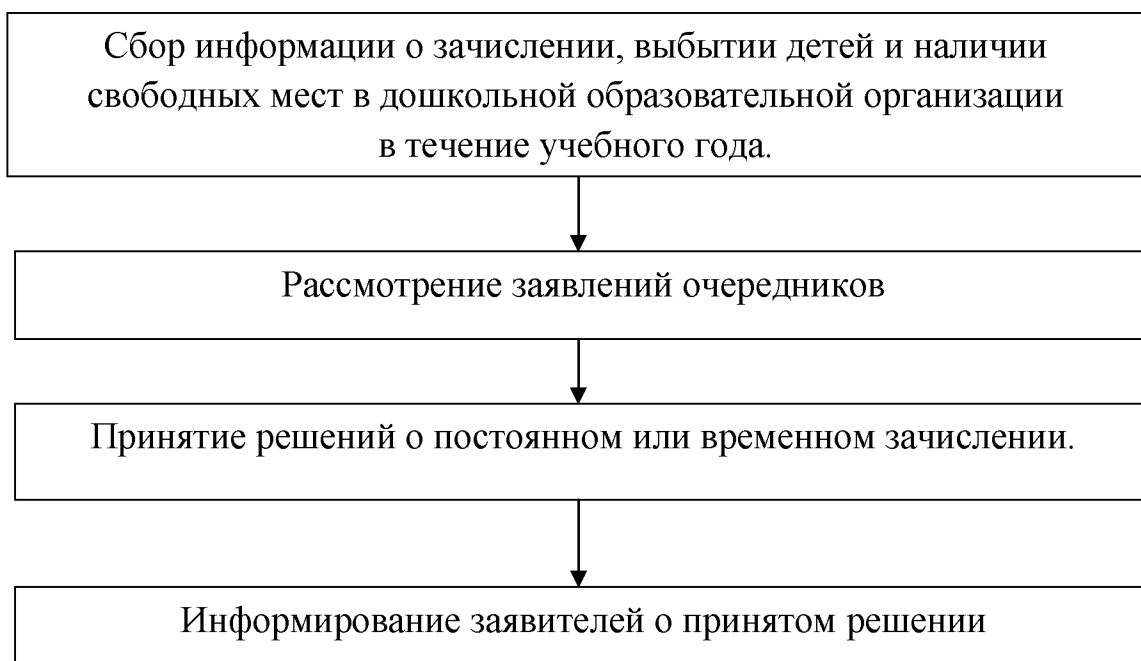 Сбор информации о зачислении, выбытии детей и наличии
свободных мест в дошкольной образовательной организации
в течение учебного года.
Рассмотрение заявлений очередников
Принятие решений о постоянном или временном зачислении.
Информирование заявителей о принятом решении